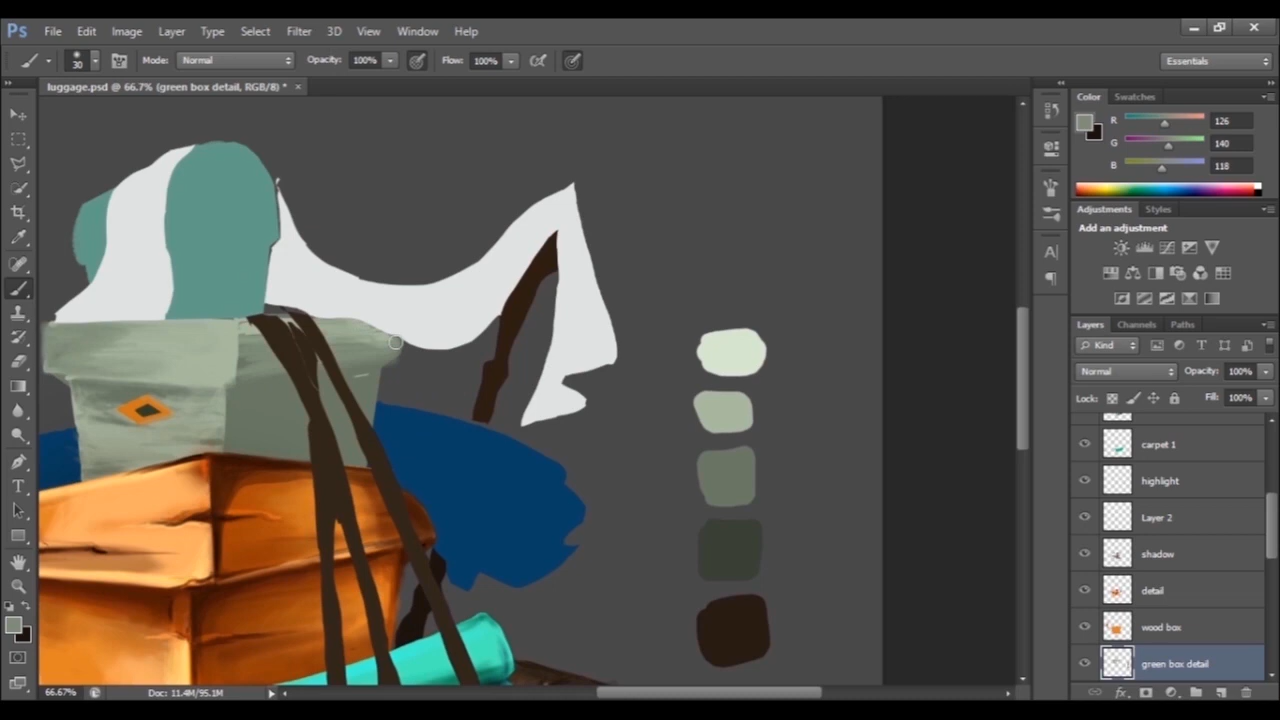 Ps File Edit Image Layer Type Select Filter 3D View Window Help
30 Mode: Normal Opacity: 100% Flow: 100% Essentials
luggage.psd @ 66.7% (green box detail, RGB/8) * ×
Color Swatches
R 126
G 140
B 118
Adjustments Styles
Add an adjustment
Layers Channels Paths
Kind
Normal Opacity: 100%
Lock: Fill: 100%
carpet 1
highlight
Layer 2
shadow
detail
wood box
green box detail
66.67% Doc: 11.4M/95.1M